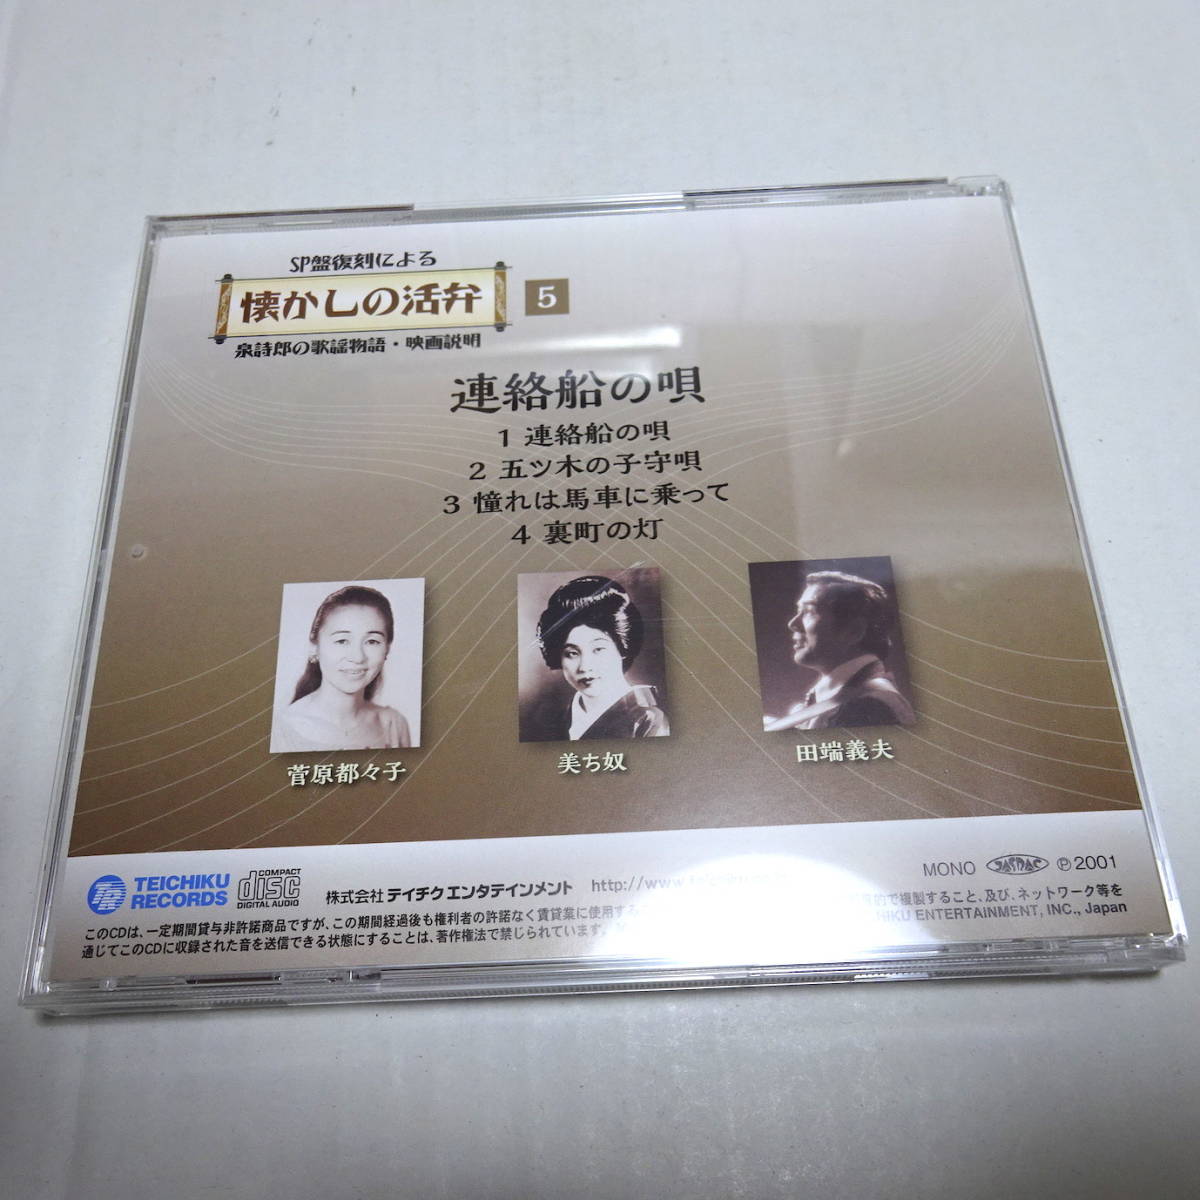 SP盤復刻による
懐かしの活弁 5
泉詩郎の歌謡物語・映画説明
連絡船の唄
1 連絡船の唄
2 五ツ木の子守唄
3 憧れは馬車に乗って
4 裏町の灯
菅原都々子
美ち奴
田端義夫
TEICHIKU RECORDS
COMPACT disc DIGITAL AUDIO
株式会社テイチクエンタテインメント http://www.teichiku.co.
MONO JASRAC Ⓟ2001
このCDは、一定期間貸与非許諾商品ですが、この期間経過後も権利者の許諾なく賃貸業に使用する 的で複製すること、及び、ネットワーク等を
通じてこのCDに収録された音を送信できる状態にすることは、著作権法で禁じられています。 HIKU ENTERTAINMENT, INC., Japan